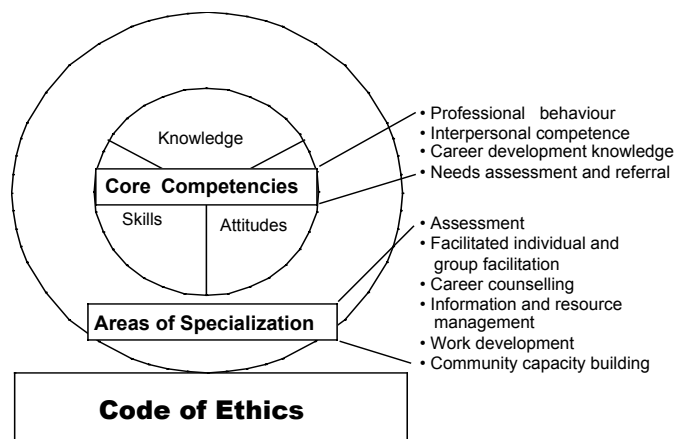 Knowledge
Core Competencies
Skills
Attitudes
• Professional behaviour
• Interpersonal competence
• Career development knowledge
• Needs assessment and referral
Areas of Specialization
• Assessment
• Facilitated individual and
group facilitation
• Career counselling
• Information and resource
management
• Work development
• Community capacity building
Code of Ethics